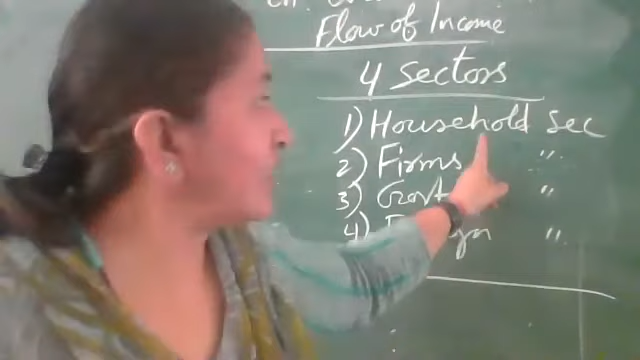 Flow of Income
4 Sectors
1) Household Sec
2) Firms "
3) Govt "
4) "